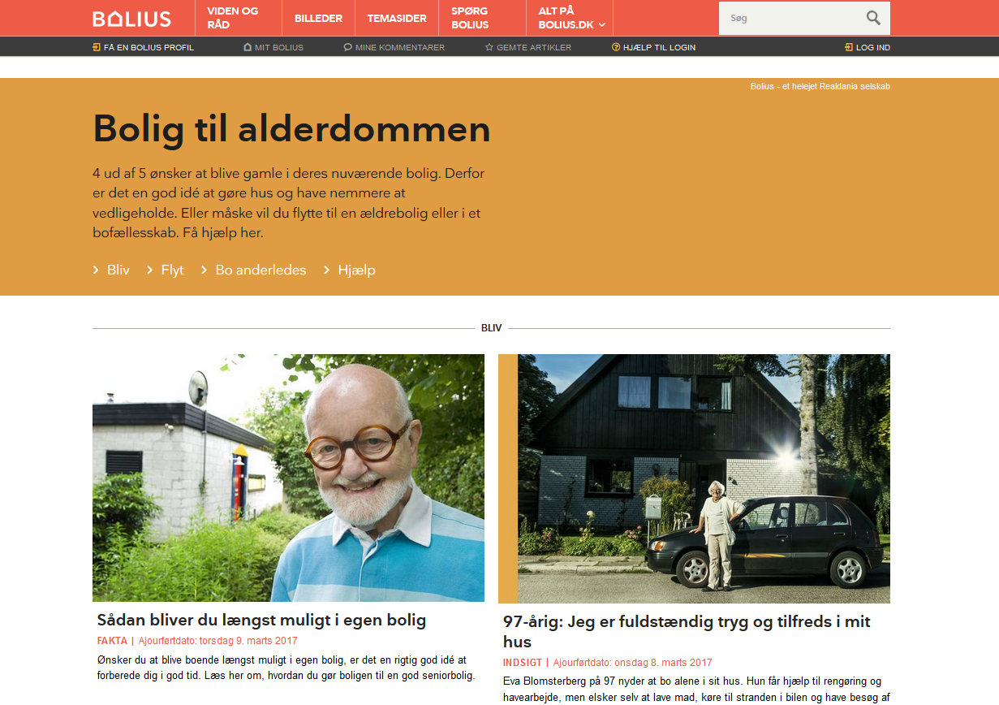 BOLIUS
VIDEN OG
RÅD
BILLEDER
TEMASIDER
SPØRG
BOLIUS
ALT PÅ
BOLIUS.DK
Søg
FÅ EN BOLIUS PROFIL
MIT BOLIUS
MINE KOMMENTARER
GEMTE ARTIKLER
HJÆLP TIL LOGIN
LOG IND
Bolius - et helejet Realdania selskab
Bolig til alderdommen
4 ud af 5 ønsker at blive gamle i deres nuværende bolig. Derfor
er det en god idé at gøre hus og have nemmere at
vedligeholde. Eller måske vil du flytte til en ældrebolig eller i et
bofællesskab. Få hjælp her.
Bliv
Flyt
Bo anderledes
Hjælp
BLIV
Sådan bliver du længst muligt i egen bolig
FAKTA | Ajourførtdato: torsdag 9. marts 2017
Ønsker du at blive boende længst muligt i egen bolig, er det en rigtig god idé at
forberede dig i god tid. Læs her om, hvordan du gør boligen til en god seniorbolig.
97-årig: Jeg er fuldstændig tryg og tilfreds i mit
hus
INDSIGT | Ajourførtdato: onsdag 8. marts 2017
Eva Blomsterberg på 97 nyder at bo alene i sit hus. Hun får hjælp til rengøring og
havearbejde, men elsker selv at lave mad, køre til stranden i bilen og have besøg af